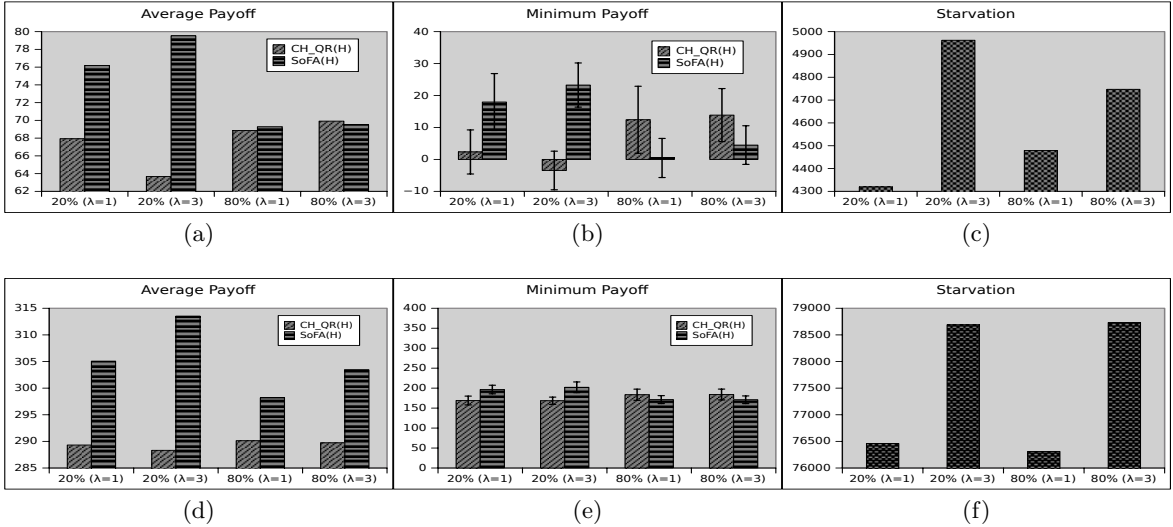 Average Payoff
80
78
76
74
72
70
68
66
64
62
CH_QR(H)
SoFA(H)
20% (λ=1) 20% (λ=3) 80% (λ=1) 80% (λ=3)
(a)
Minimum Payoff
40
30
20
10
0
−10
CH_QR(H)
SoFA(H)
20% (λ=1) 20% (λ=3) 80% (λ=1) 80% (λ=3)
(b)
Starvation
5000
4900
4800
4700
4600
4500
4400
4300
20% (λ=1) 20% (λ=3) 80% (λ=1) 80% (λ=3)
(c)
Average Payoff
315
310
305
300
295
290
285
CH_QR(H)
SoFA(H)
20% (λ=1) 20% (λ=3) 80% (λ=1) 80% (λ=3)
(d)
Minimum Payoff
400
350
300
250
200
150
100
50
0
CH_QR(H)
SoFA(H)
20% (λ=1) 20% (λ=3) 80% (λ=1) 80% (λ=3)
(e)
Starvation
79000
78500
78000
77500
77000
76500
76000
20% (λ=1) 20% (λ=3) 80% (λ=1) 80% (λ=3)
(f)